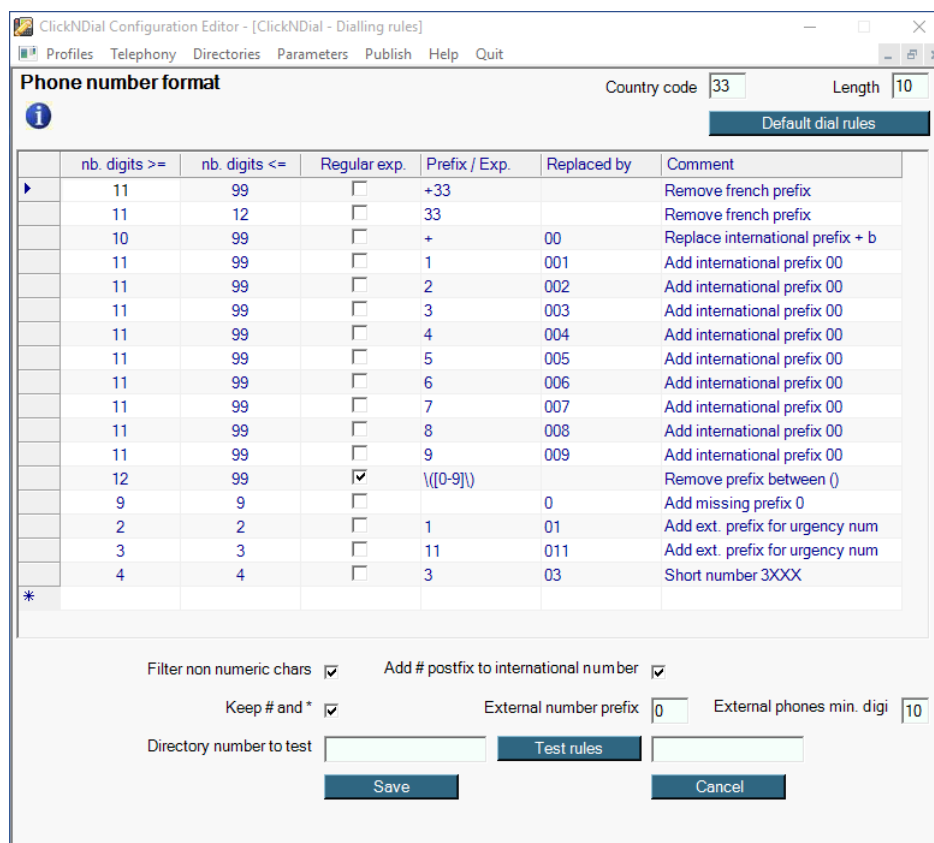 ClickNDial Configuration Editor - [ClickNDial - Dialling rules]
Profiles Telephony Directories Parameters Publish Help Quit
Phone number format Country code 33 Length 10
Default dial rules
nb. digits >= nb. digits <= Regular exp. Prefix / Exp. Replaced by Comment
11 99 +33 Remove french prefix
11 12 33 Remove french prefix
10 99 + 00 Replace international prefix + b
11 99 1 001 Add international prefix 00
11 99 2 002 Add international prefix 00
11 99 3 003 Add international prefix 00
11 99 4 004 Add international prefix 00
11 99 5 005 Add international prefix 00
11 99 6 006 Add international prefix 00
11 99 7 007 Add international prefix 00
11 99 8 008 Add international prefix 00
11 99 9 009 Add international prefix 00
12 99 \([0-9]\) Remove prefix between ()
9 9 0 Add missing prefix 0
2 2 1 01 Add ext. prefix for urgency num
3 3 11 011 Add ext. prefix for urgency num
4 4 3 03 Short number 3XXX
*
Filter non numeric chars Add # postfix to international number
Keep # and * External number prefix 0 External phones min. digi 10
Directory number to test Test rules
Save Cancel